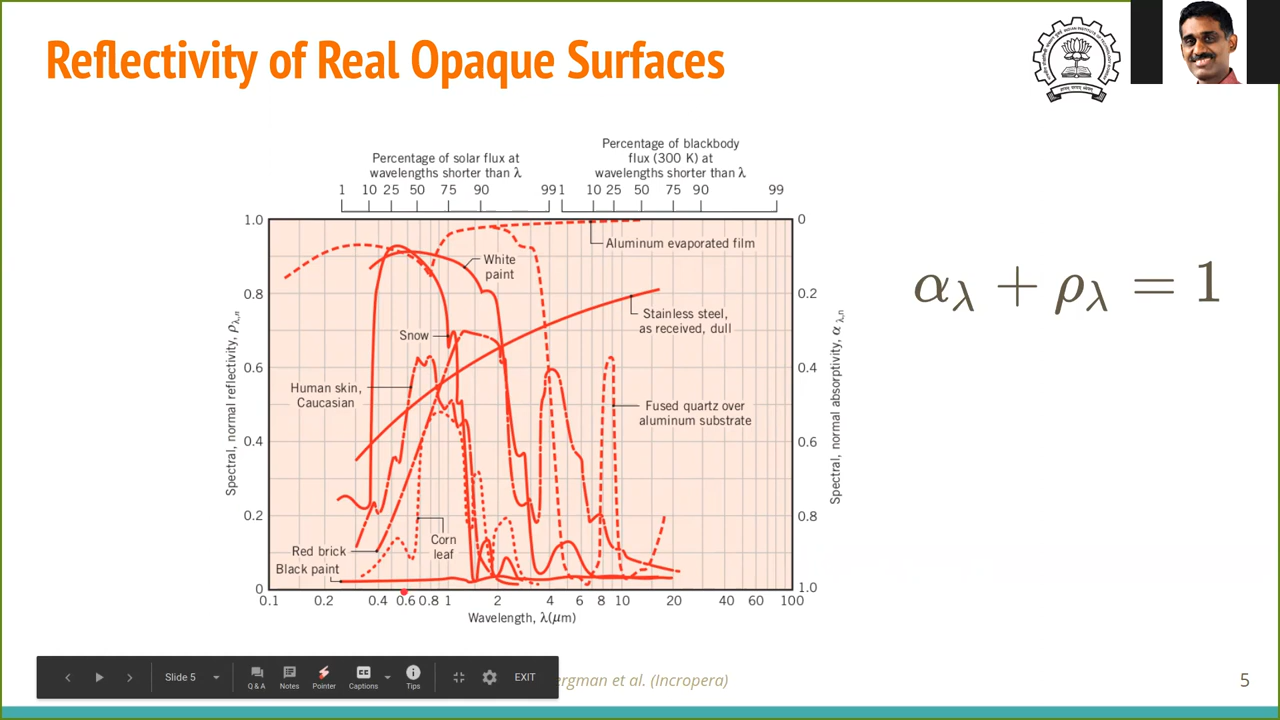 Reflectivity of Real Opaque Surfaces
Percentage of solar flux at
wavelengths shorter than λ
Percentage of blackbody
flux (300 K) at
wavelengths shorter than λ
1 10 25 50 75 90 99 1 10 25 50 75 90 99
1.0
0.8
0.6
0.4
0.2
0
Spectral, normal reflectivity, ρλ,n
0
0.2
0.4
0.6
0.8
1.0
Spectral, normal absorptivity, α λ,n
Aluminum evaporated film
White
paint
Stainless steel,
as received, dull
Snow
Human skin,
Caucasian
Fused quartz over
aluminum substrate
Red brick
Corn
leaf
Black paint
0.1 0.2 0.4 0.6 0.8 1 2 4 6 8 10 20 40 60 100
Wavelength, λ(μm)
αλ + ρλ = 1
Slide 5
Q & A
Notes
Pointer
CC
Captions
Tips
EXIT
ergman et al. (Incropera)
5